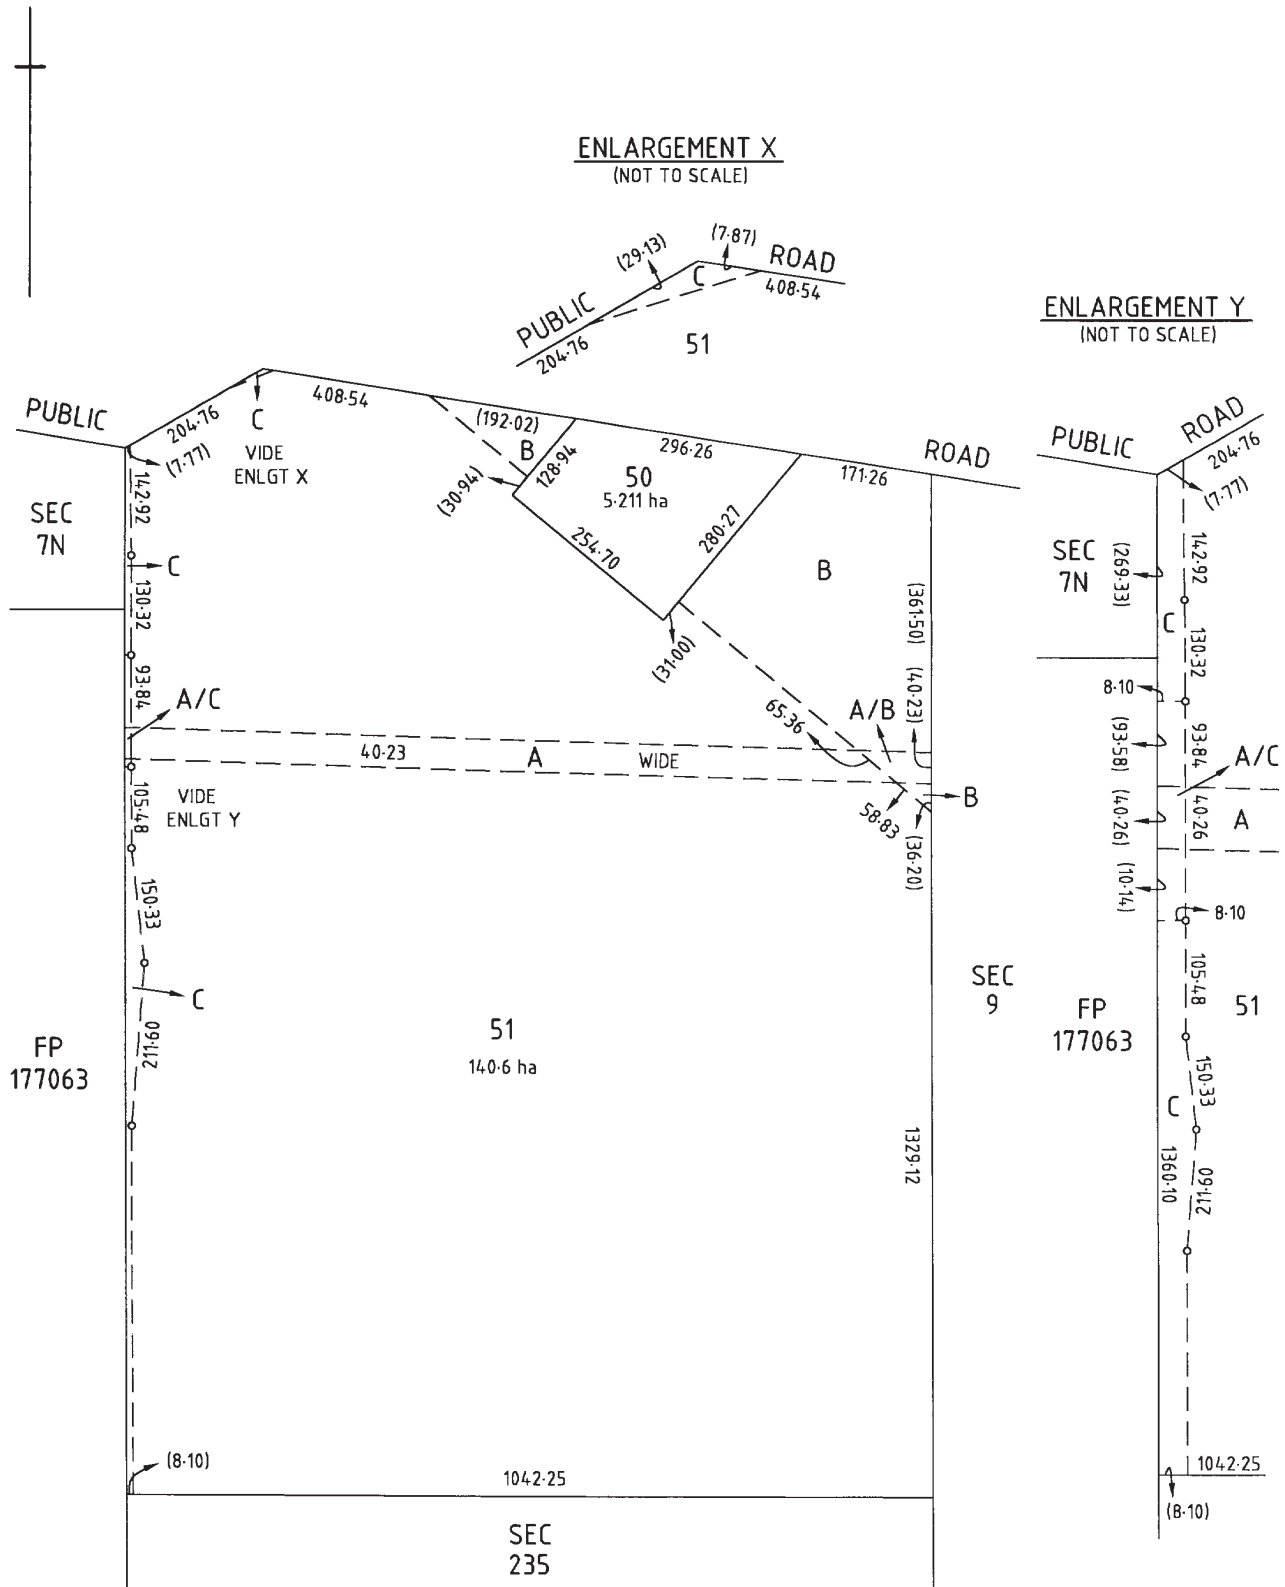 ENLARGEMENT X
(NOT TO SCALE)
(29·13)
(7·87)
ROAD
C
408·54
PUBLIC
204·76
51
ENLARGEMENT Y
(NOT TO SCALE)
PUBLIC
204·76
C
(7·77)
VIDE
ENLGT X
408·54
(192·02)
B
128·94
(30·94)
296·26
50
5·211 ha
254·70
280·27
(31·00)
171·26
ROAD
B
(361·50)
(40·23)
SEC
7N
142·92
C
130·32
93·84
A/C
40·23
A
WIDE
65·36
A/B
B
58·83
(36·20)
VIDE
ENLGT Y
105·48
150·33
C
211·60
FP
177063
51
140·6 ha
SEC
9
1329·12
(8·10)
1042·25
SEC
235
PUBLIC
ROAD
204·76
(7·77)
SEC
7N
(269·33)
142·92
C
130·32
8·10
(93·58)
93·84
A/C
(40·26)
40·26
A
(10·14)
8·10
105·48
51
FP
177063
150·33
C
1360·10
211·60
1042·25
(8·10)